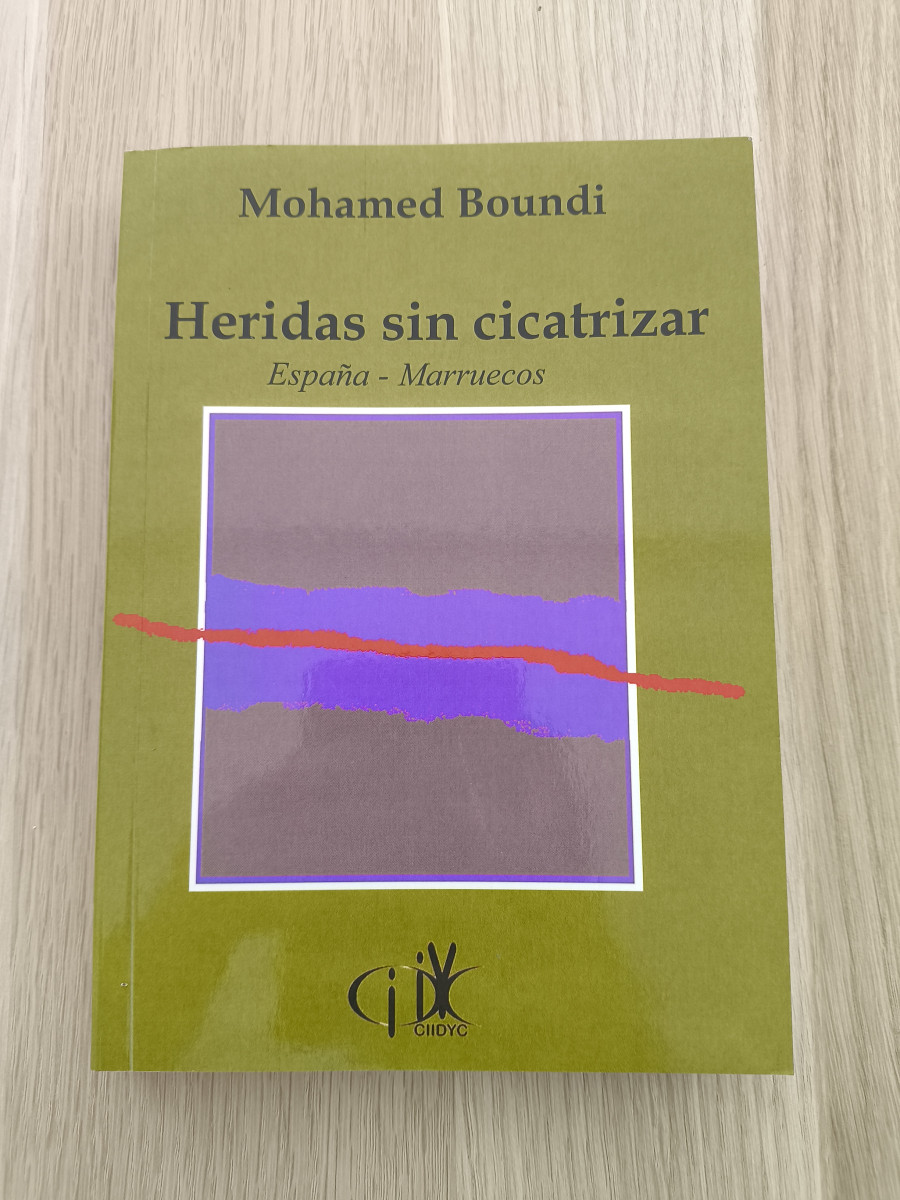 Mohamed Boundi
Heridas sin cicatrizar
España - Marruecos
CIIDYC